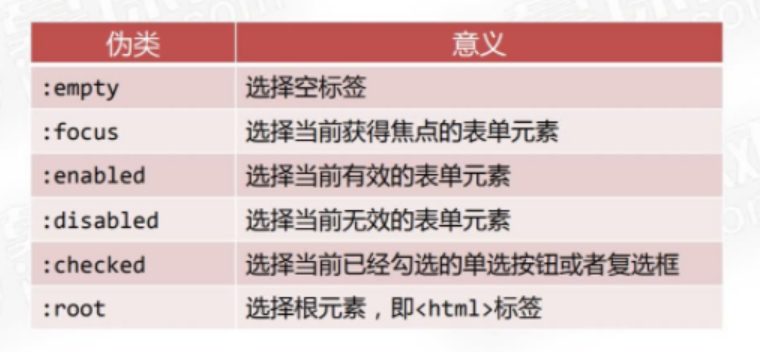 伪类 意义
:empty 选择空标签
:focus 选择当前获得焦点的表单元素
:enabled 选择当前有效的表单元素
:disabled 选择当前无效的表单元素
:checked 选择当前已经勾选的单选按钮或者复选框
:root 选择根元素，即<html>标签